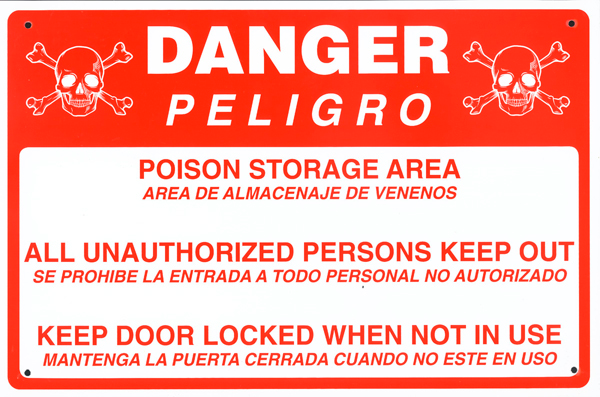 DANGER
PELIGRO
POISON STORAGE AREA
AREA DE ALMACENAJE DE VENENOS
ALL UNAUTHORIZED PERSONS KEEP OUT
SE PROHIBE LA ENTRADA A TODO PERSONAL NO AUTORIZADO
KEEP DOOR LOCKED WHEN NOT IN USE
MANTENGA LA PUERTA CERRADA CUANDO NO ESTE EN USO